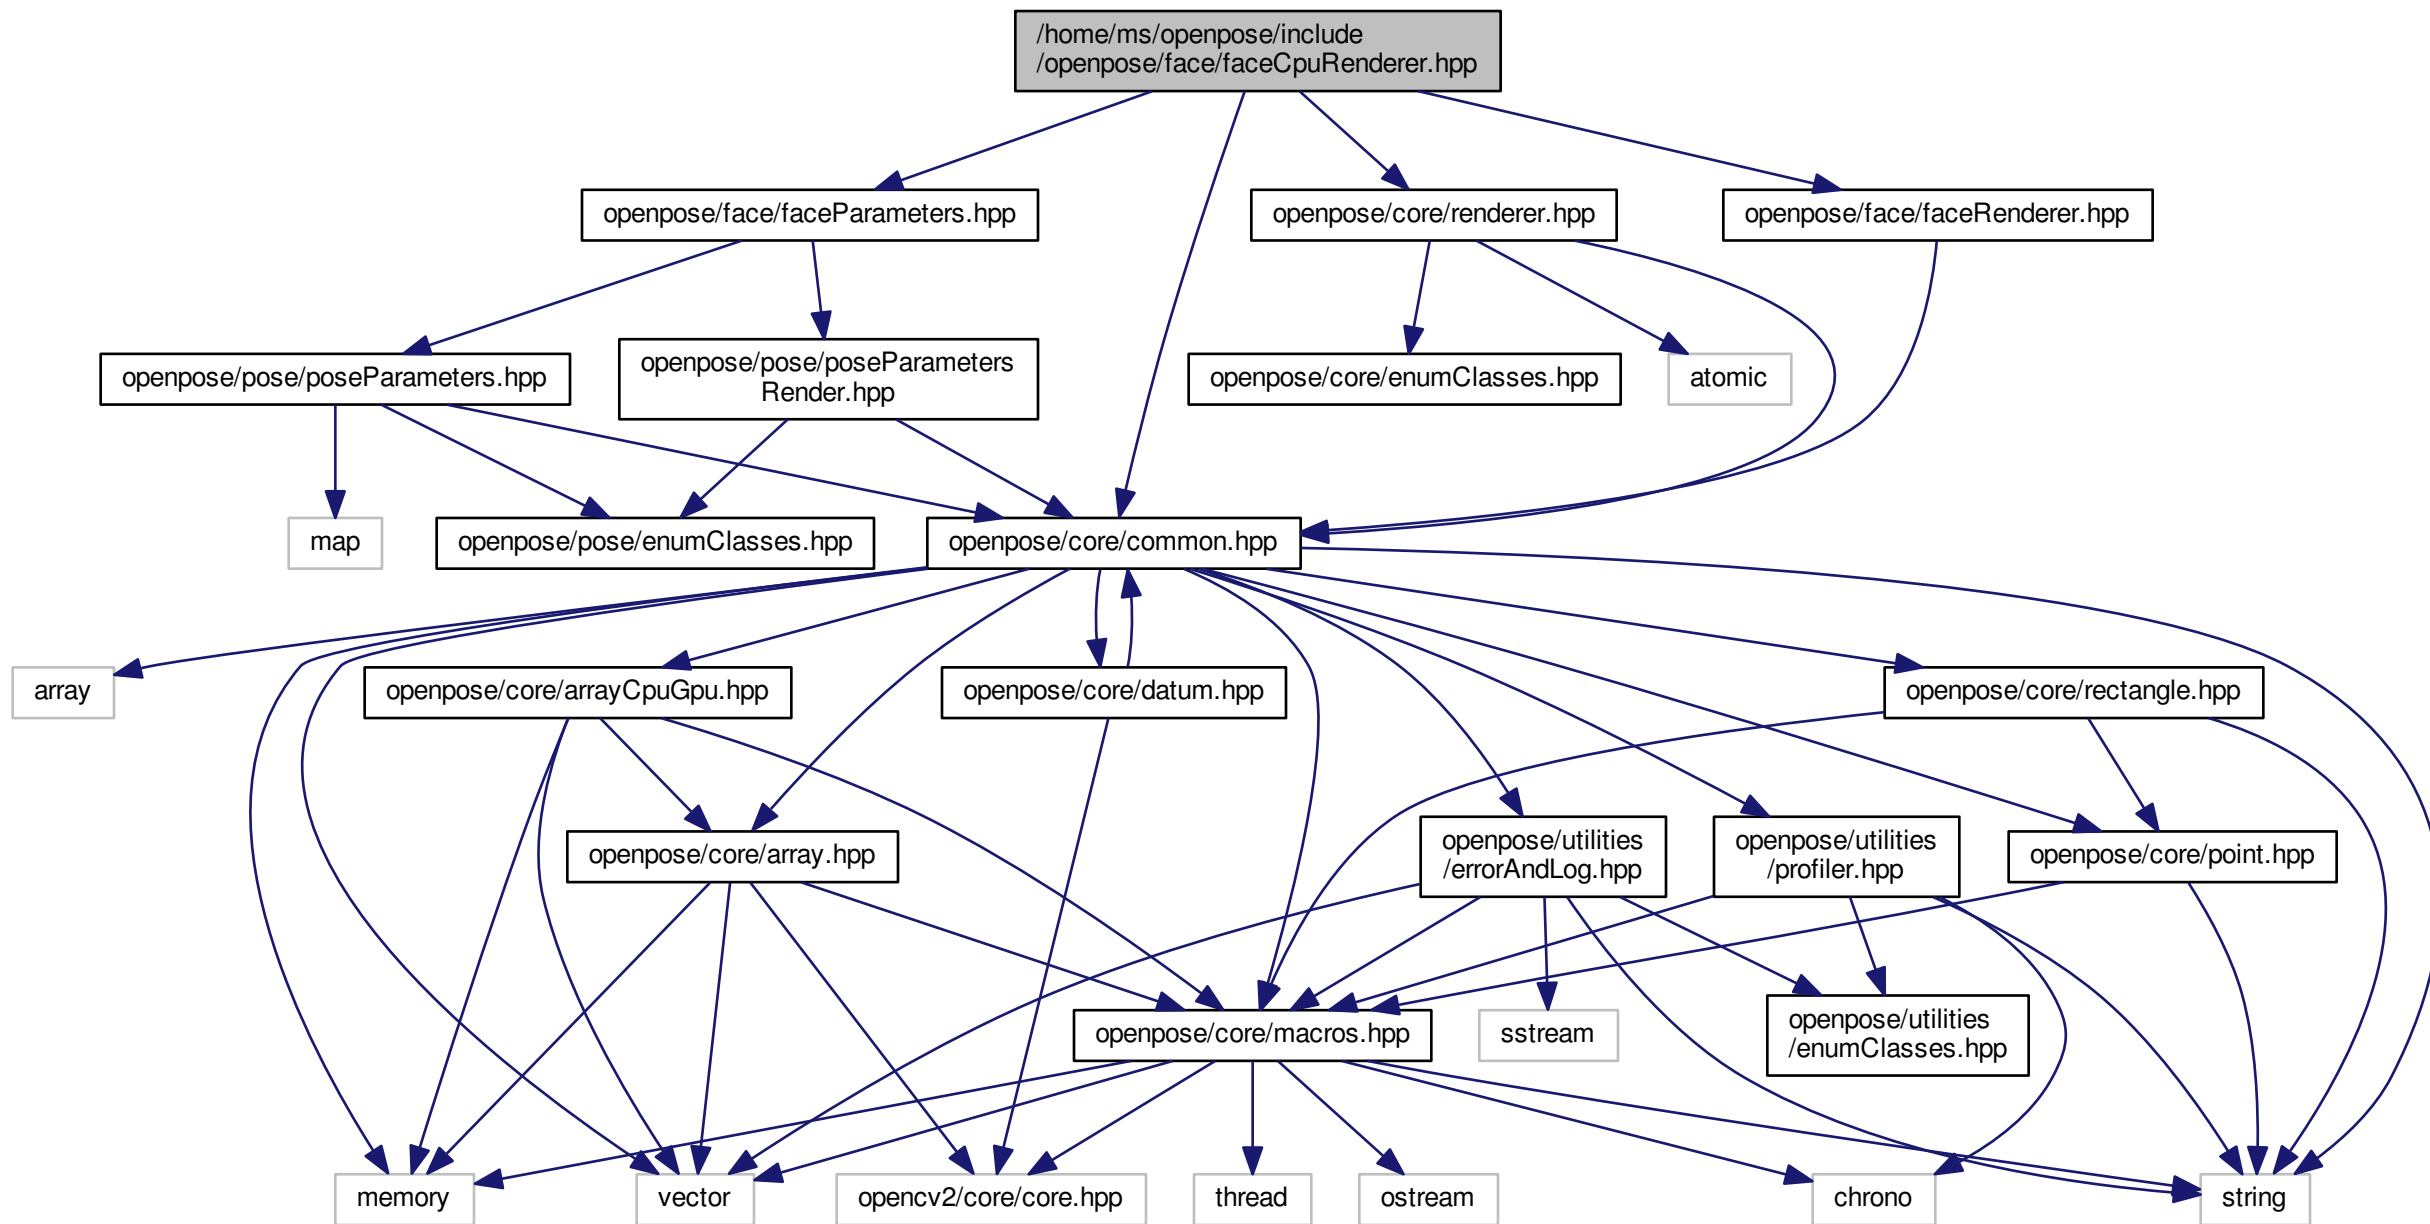 /home/ms/openpose/include
/openpose/face/faceCpuRenderer.hpp
openpose/face/faceParameters.hpp
openpose/core/renderer.hpp
openpose/face/faceRenderer.hpp
openpose/pose/poseParameters.hpp
openpose/pose/poseParameters
Render.hpp
openpose/core/enumClasses.hpp
atomic
map
openpose/pose/enumClasses.hpp
openpose/core/common.hpp
array
openpose/core/arrayCpuGpu.hpp
openpose/core/datum.hpp
openpose/core/rectangle.hpp
openpose/core/array.hpp
openpose/utilities
/errorAndLog.hpp
openpose/utilities
/profiler.hpp
openpose/core/point.hpp
openpose/core/macros.hpp
sstream
openpose/utilities
/enumClasses.hpp
memory
vector
opencv2/core/core.hpp
thread
ostream
chrono
string